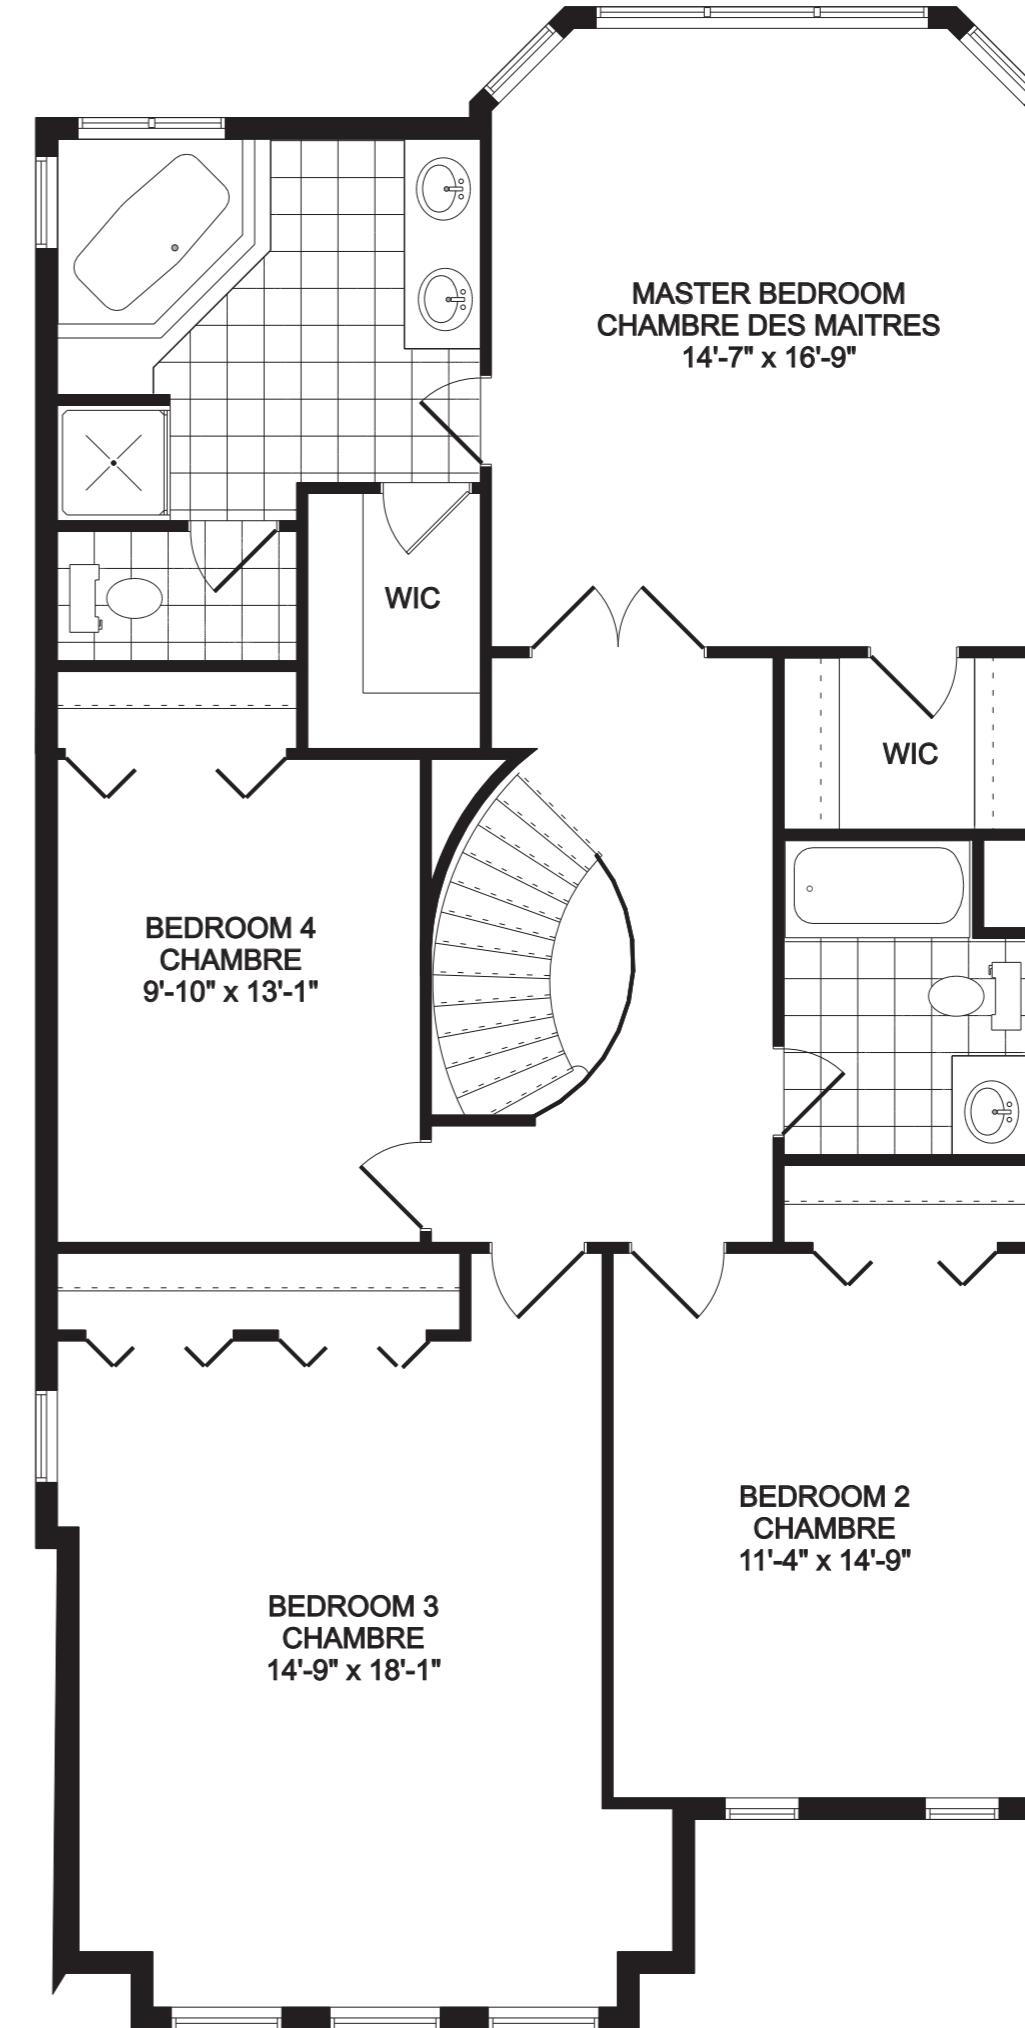 MASTER BEDROOM
CHAMBRE DES MAITRES
14'-7" x 16'-9"
WIC
WIC
BEDROOM 4
CHAMBRE
9'-10" x 13'-1"
BEDROOM 2
CHAMBRE
11'-4" x 14'-9"
BEDROOM 3
CHAMBRE
14'-9" x 18'-1"